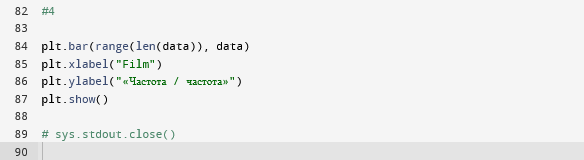 82 #4
83
84 plt.bar(range(len(data)), data)
85 plt.xlabel("Film")
86 plt.ylabel("«Частота / частота»")
87 plt.show()
88
89 # sys.stdout.close()
90